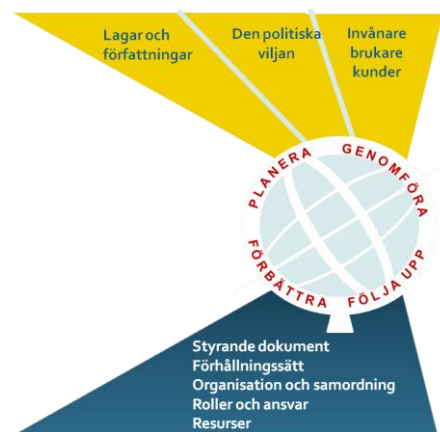 Lagar och
författningar
Den politiska
viljan
Invånare
brukare
kunder
PLANERA
GENOMFÖRA
FÖLJA UPP
FÖRBÄTTRA
Styrande dokument
Förhållningssätt
Organisation och samordning
Roller och ansvar
Resurser